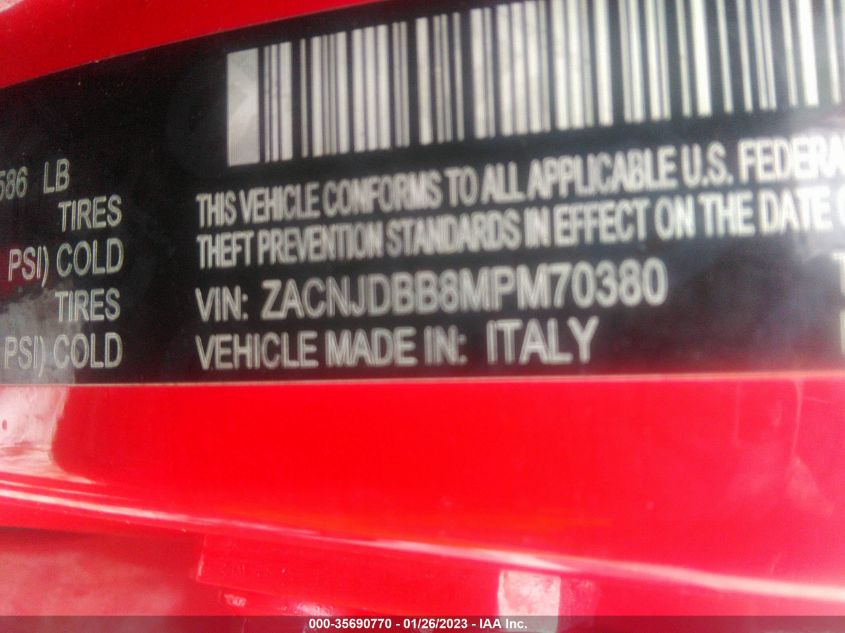 586 LB
TIRES
PSI) COLD
TIRES
PSI) COLD
THIS VEHICLE CONFORMS TO ALL APPLICABLE U.S. FEDERA
THEFT PREVENTION STANDARDS IN EFFECT ON THE DATE
VIN: ZACNJDBB8MPM70380
VEHICLE MADE IN: ITALY
000-35690770 - 01/26/2023 - IAA Inc.